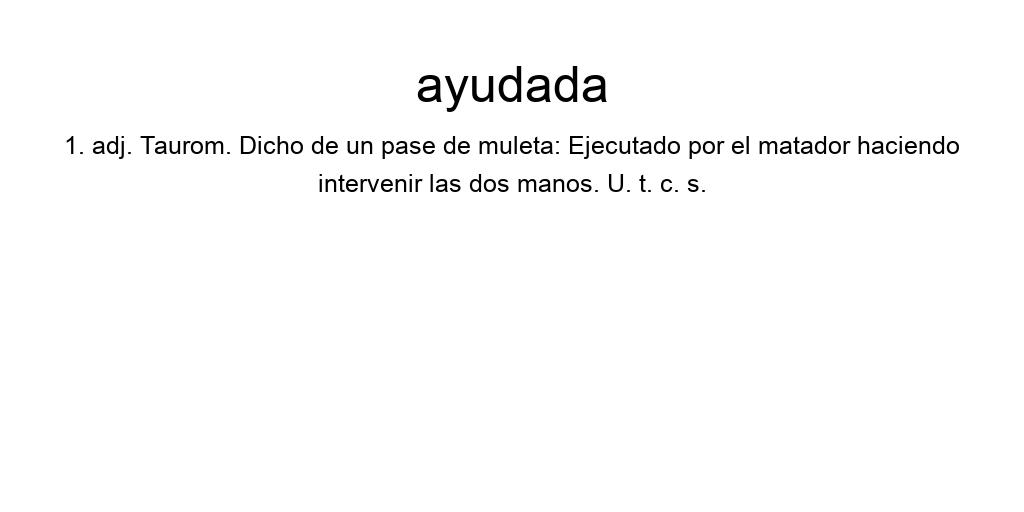 ayudada
1. adj. Taurom. Dicho de un pase de muleta: Ejecutado por el matador haciendo
intervenir las dos manos. U. t. c. s.